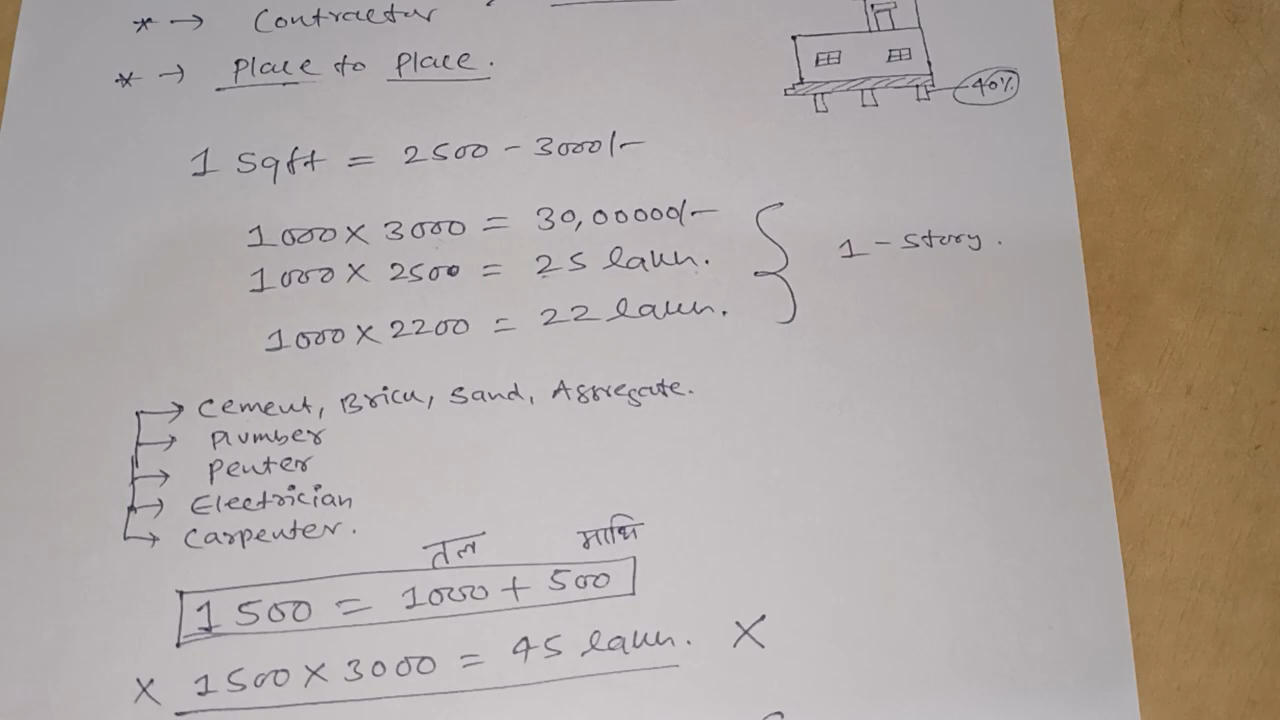 * → Contractor
* → Place to Place.
40%
1 Sqft = 2500 - 3000/-
1000 X 3000 = 30,00000/-
1000 X 2500 = 25 lakh.
1000 X 2200 = 22 lakh.
1 - Story.
→ Cement, Brick, Sand, Aggregate.
→ Plumber
→ Penter
→ Electrician
→ Carpenter.
तल माथि
1500 = 1000 + 500
X 1500 X 3000 = 45 lakh. X